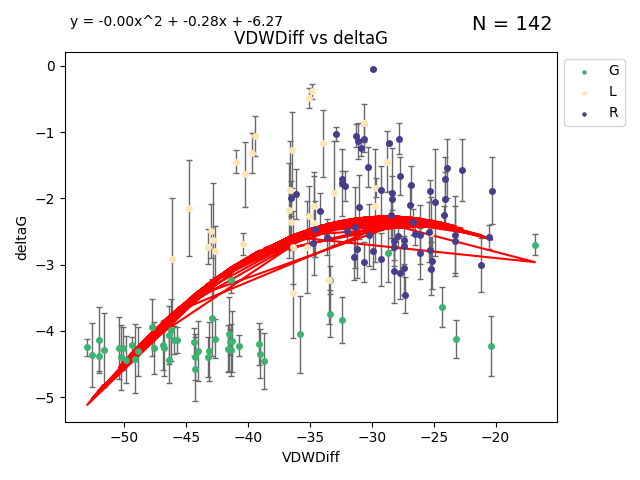 y = -0.00x^2 + -0.28x + -6.27
N = 142
VDWDiff vs deltaG
G
L
R
deltaG
0
−1
−2
−3
−4
−5
−50
−45
−40
−35
−30
−25
−20
VDWDiff